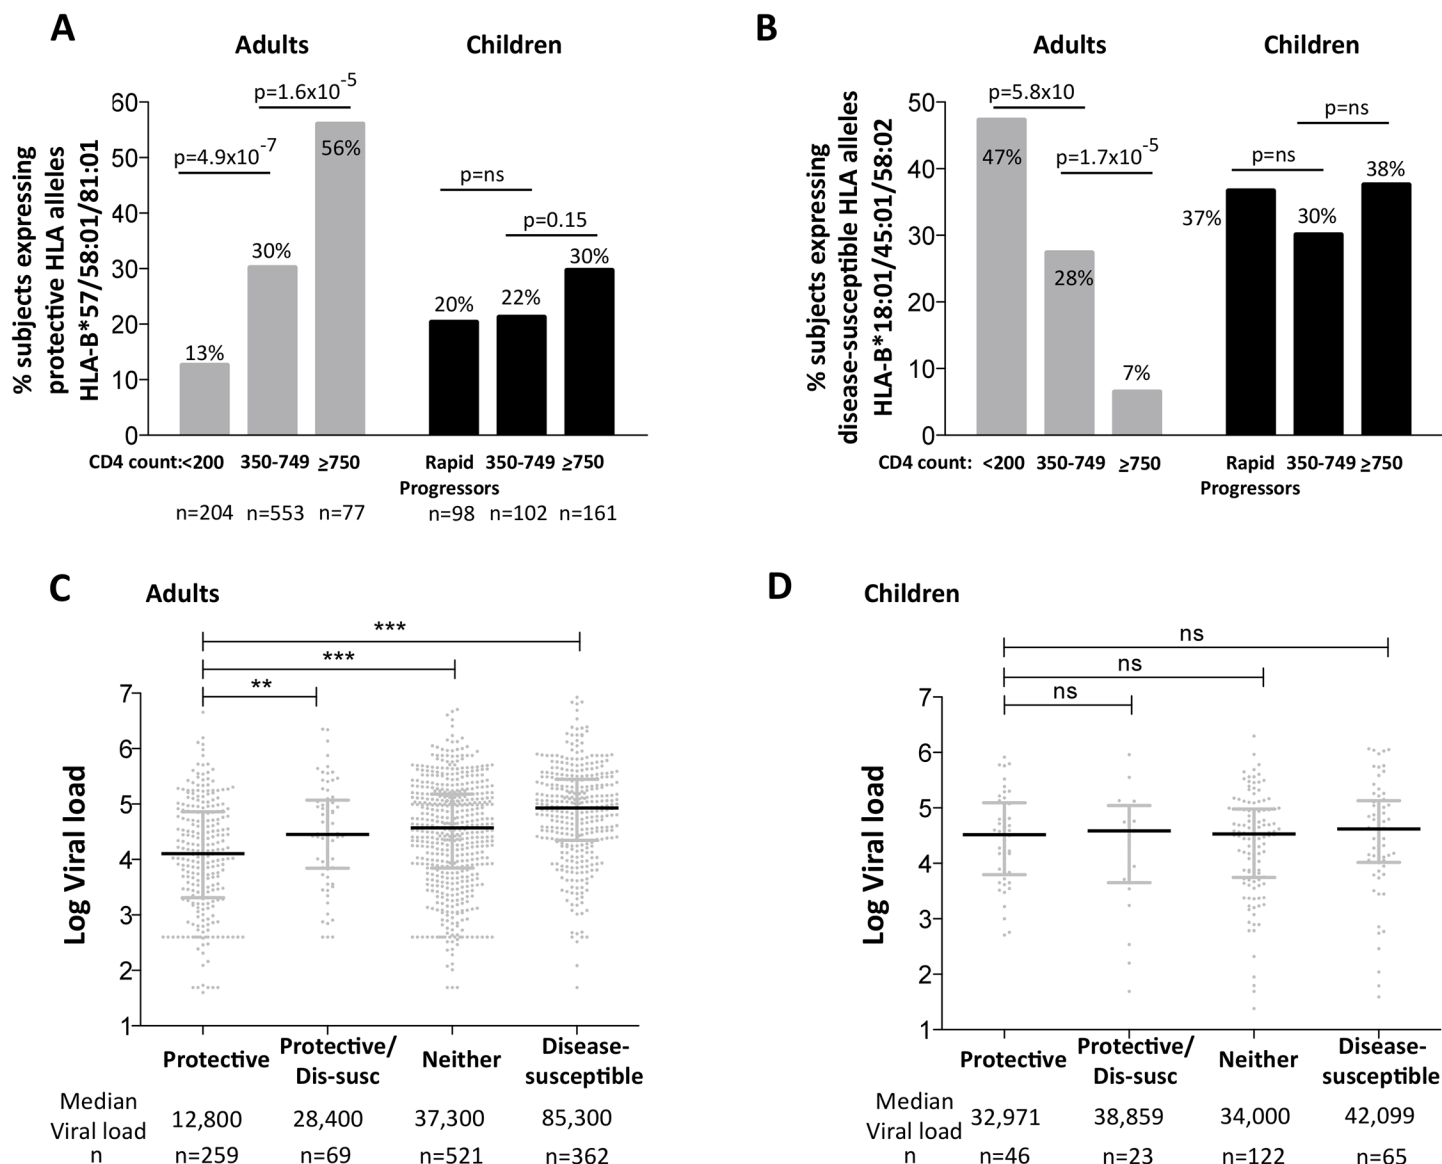 A
Adults
Children
% subjects expressing
protective HLA alleles
HLA-B*57/58:01/81:01
60
50
40
30
20
10
0
p=1.6x10-5
p=4.9x10-7
56%
30%
13%
p=ns
p=0.15
20%
22%
30%
CD4 count:<200 350-749 ≥750
Rapid 350-749 ≥750
Progressors
n=204 n=553 n=77
n=98 n=102 n=161
B
Adults
Children
% subjects expressing
disease-susceptible HLA alleles
HLA-B*18:01/45:01/58:02
50
40
30
20
10
0
p=5.8x10
p=1.7x10-5
47%
28%
7%
p=ns
p=ns
37%
30%
38%
CD4 count: <200 350-749 ≥750
Rapid 350-749 ≥750
Progressors
C
Adults
***
***
**
Log Viral load
7
6
5
4
3
2
1
Protective Protective/ Neither Disease-
Dis-susc susceptible
Median
Viral load 12,800 28,400 37,300 85,300
n n=259 n=69 n=521 n=362
D
Children
ns
ns
ns
Log Viral load
7
6
5
4
3
2
1
Protective Protective/ Neither Disease-
Dis-susc susceptible
Median
Viral load 32,971 38,859 34,000 42,099
n n=46 n=23 n=122 n=65